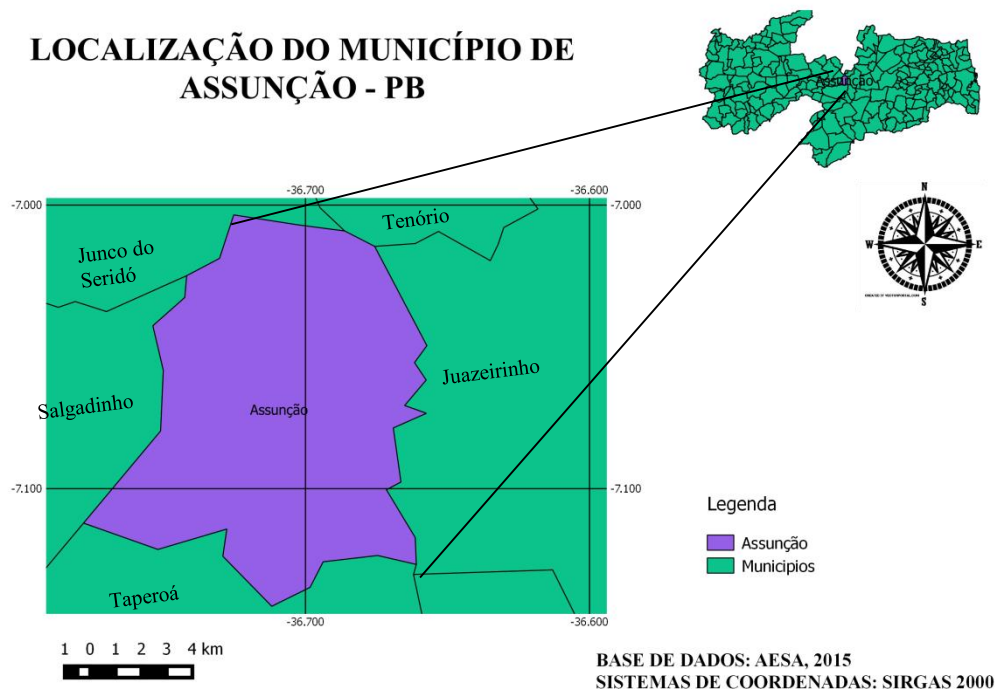 LOCALIZAÇÃO DO MUNICÍPIO DE
ASSUNÇÃO - PB
Assunção
-36.700
-36.600
-7.000
-7.000
Tenório
Junco do
Seridó
N
W
E
S
Juazeirinho
Salgadinho
Assunção
-7.100
-7.100
Legenda
Assunção
Municipios
Taperoá
-36.700
-36.600
1 0 1 2 3 4 km
BASE DE DADOS: AESA, 2015
SISTEMAS DE COORDENADAS: SIRGAS 2000